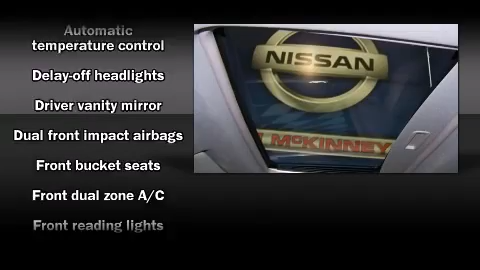 Automatic
temperature control
Delay-off headlights
Driver vanity mirror
Dual front impact airbags
Front bucket seats
Front dual zone A/C
Front reading lights
NISSAN
McKINNEY